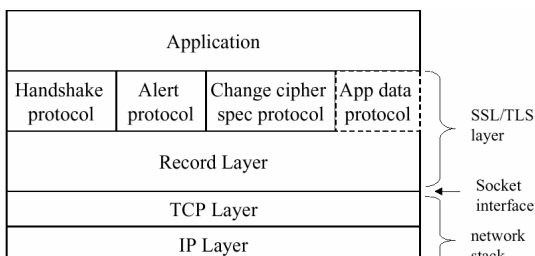 Application
Handshake protocol
Alert protocol
Change cipher spec protocol
App data protocol
SSL/TLS layer
Record Layer
Socket interface
TCP Layer
IP Layer
network stack